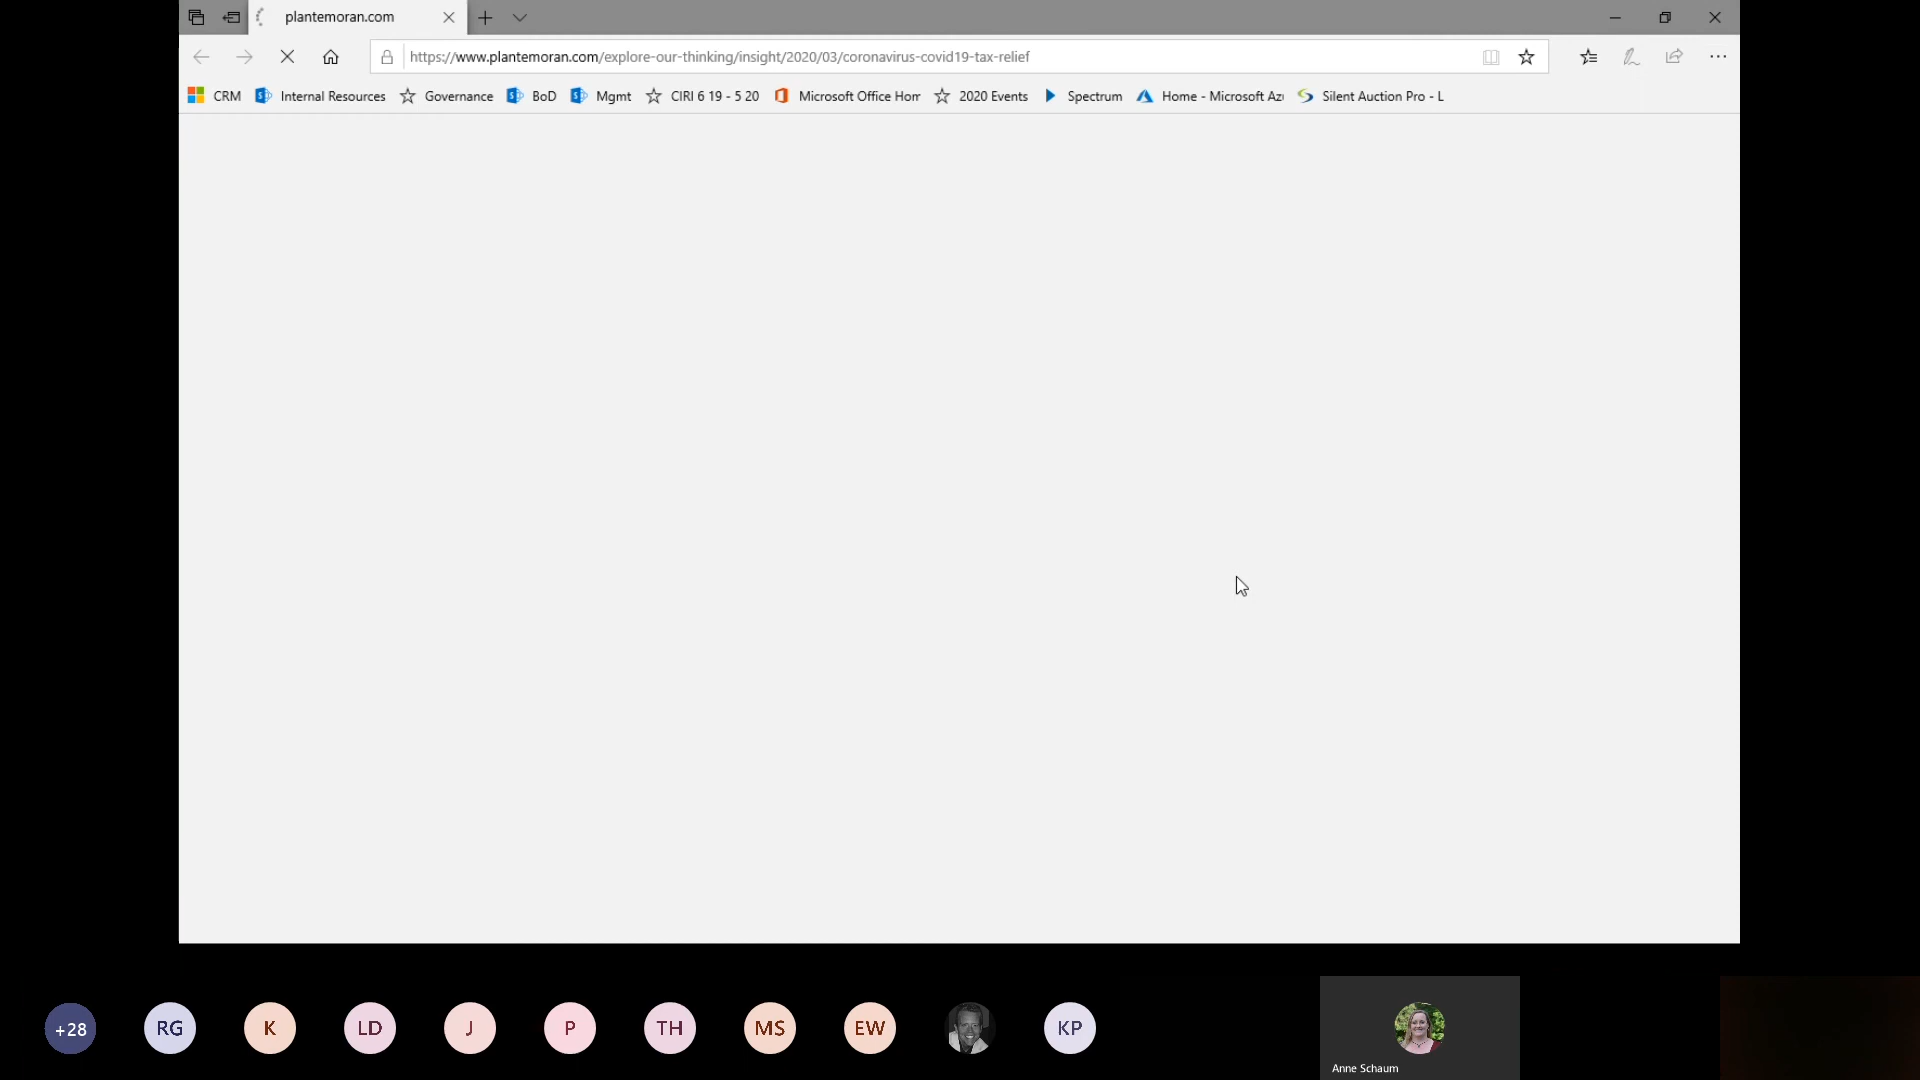 plantemoran.com
https://www.plantemoran.com/explore-our-thinking/insight/2020/03/coronavirus-covid19-tax-relief
CRM Internal Resources Governance BoD Mgmt CIRI 6 19 - 5 20 Microsoft Office Hom 2020 Events Spectrum Home - Microsoft Az Silent Auction Pro - L
+28 RG K LD J P TH MS EW KP
Anne Schaum